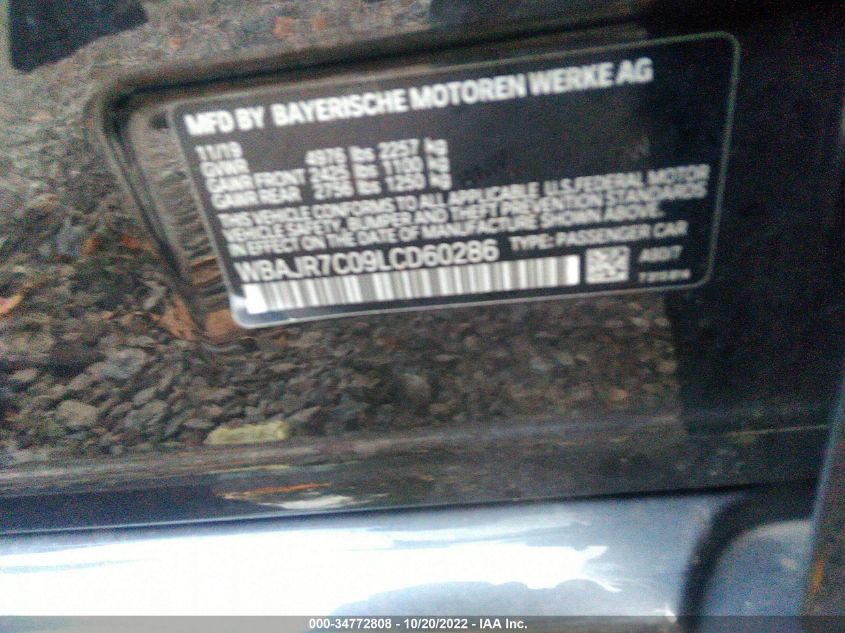 MFD BY BAYERISCHE MOTOREN WERKE AG
11/19
GVWR 4976 lbs 2257 kg
GAWR FRONT 2425 lbs 1100 kg
GAWR REAR 2756 lbs 1250 kg
THIS VEHICLE CONFORMS TO ALL APPLICABLE U.S. FEDERAL MOTOR
VEHICLE SAFETY, BUMPER AND THEFT PREVENTION STANDARDS
IN EFFECT ON THE DATE OF MANUFACTURE SHOWN ABOVE.
WBAJR7C09LCD60286 TYPE: PASSENGER CAR
000-34772808 - 10/20/2022 - IAA Inc.